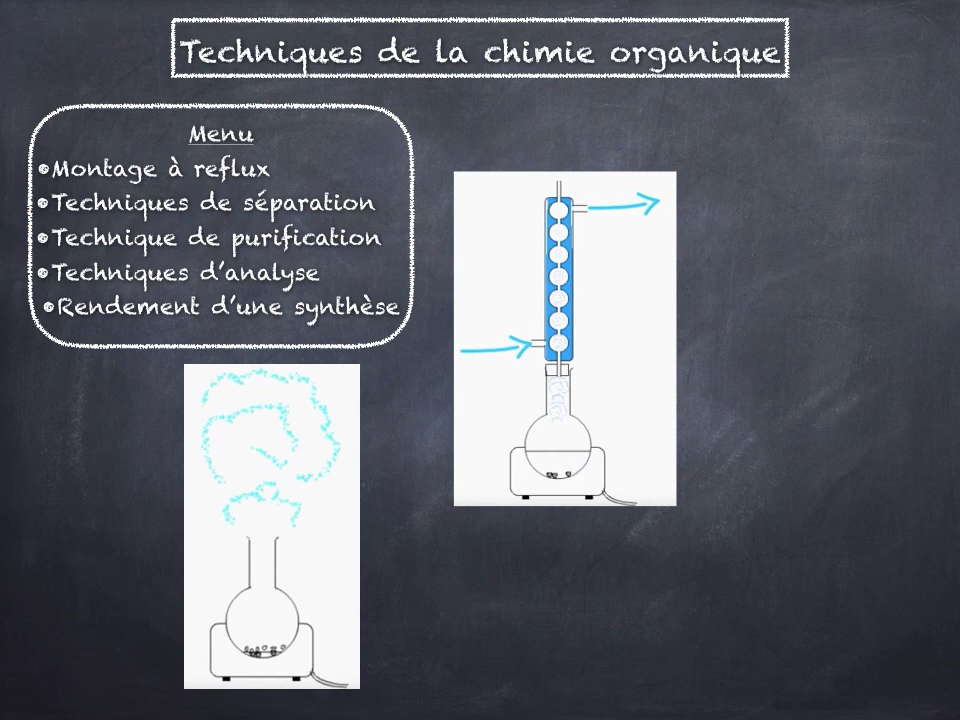 Techniques de la chimie organique
Menu
•Montage à reflux
•Techniques de séparation
•Technique de purification
•Techniques d'analyse
•Rendement d'une synthèse